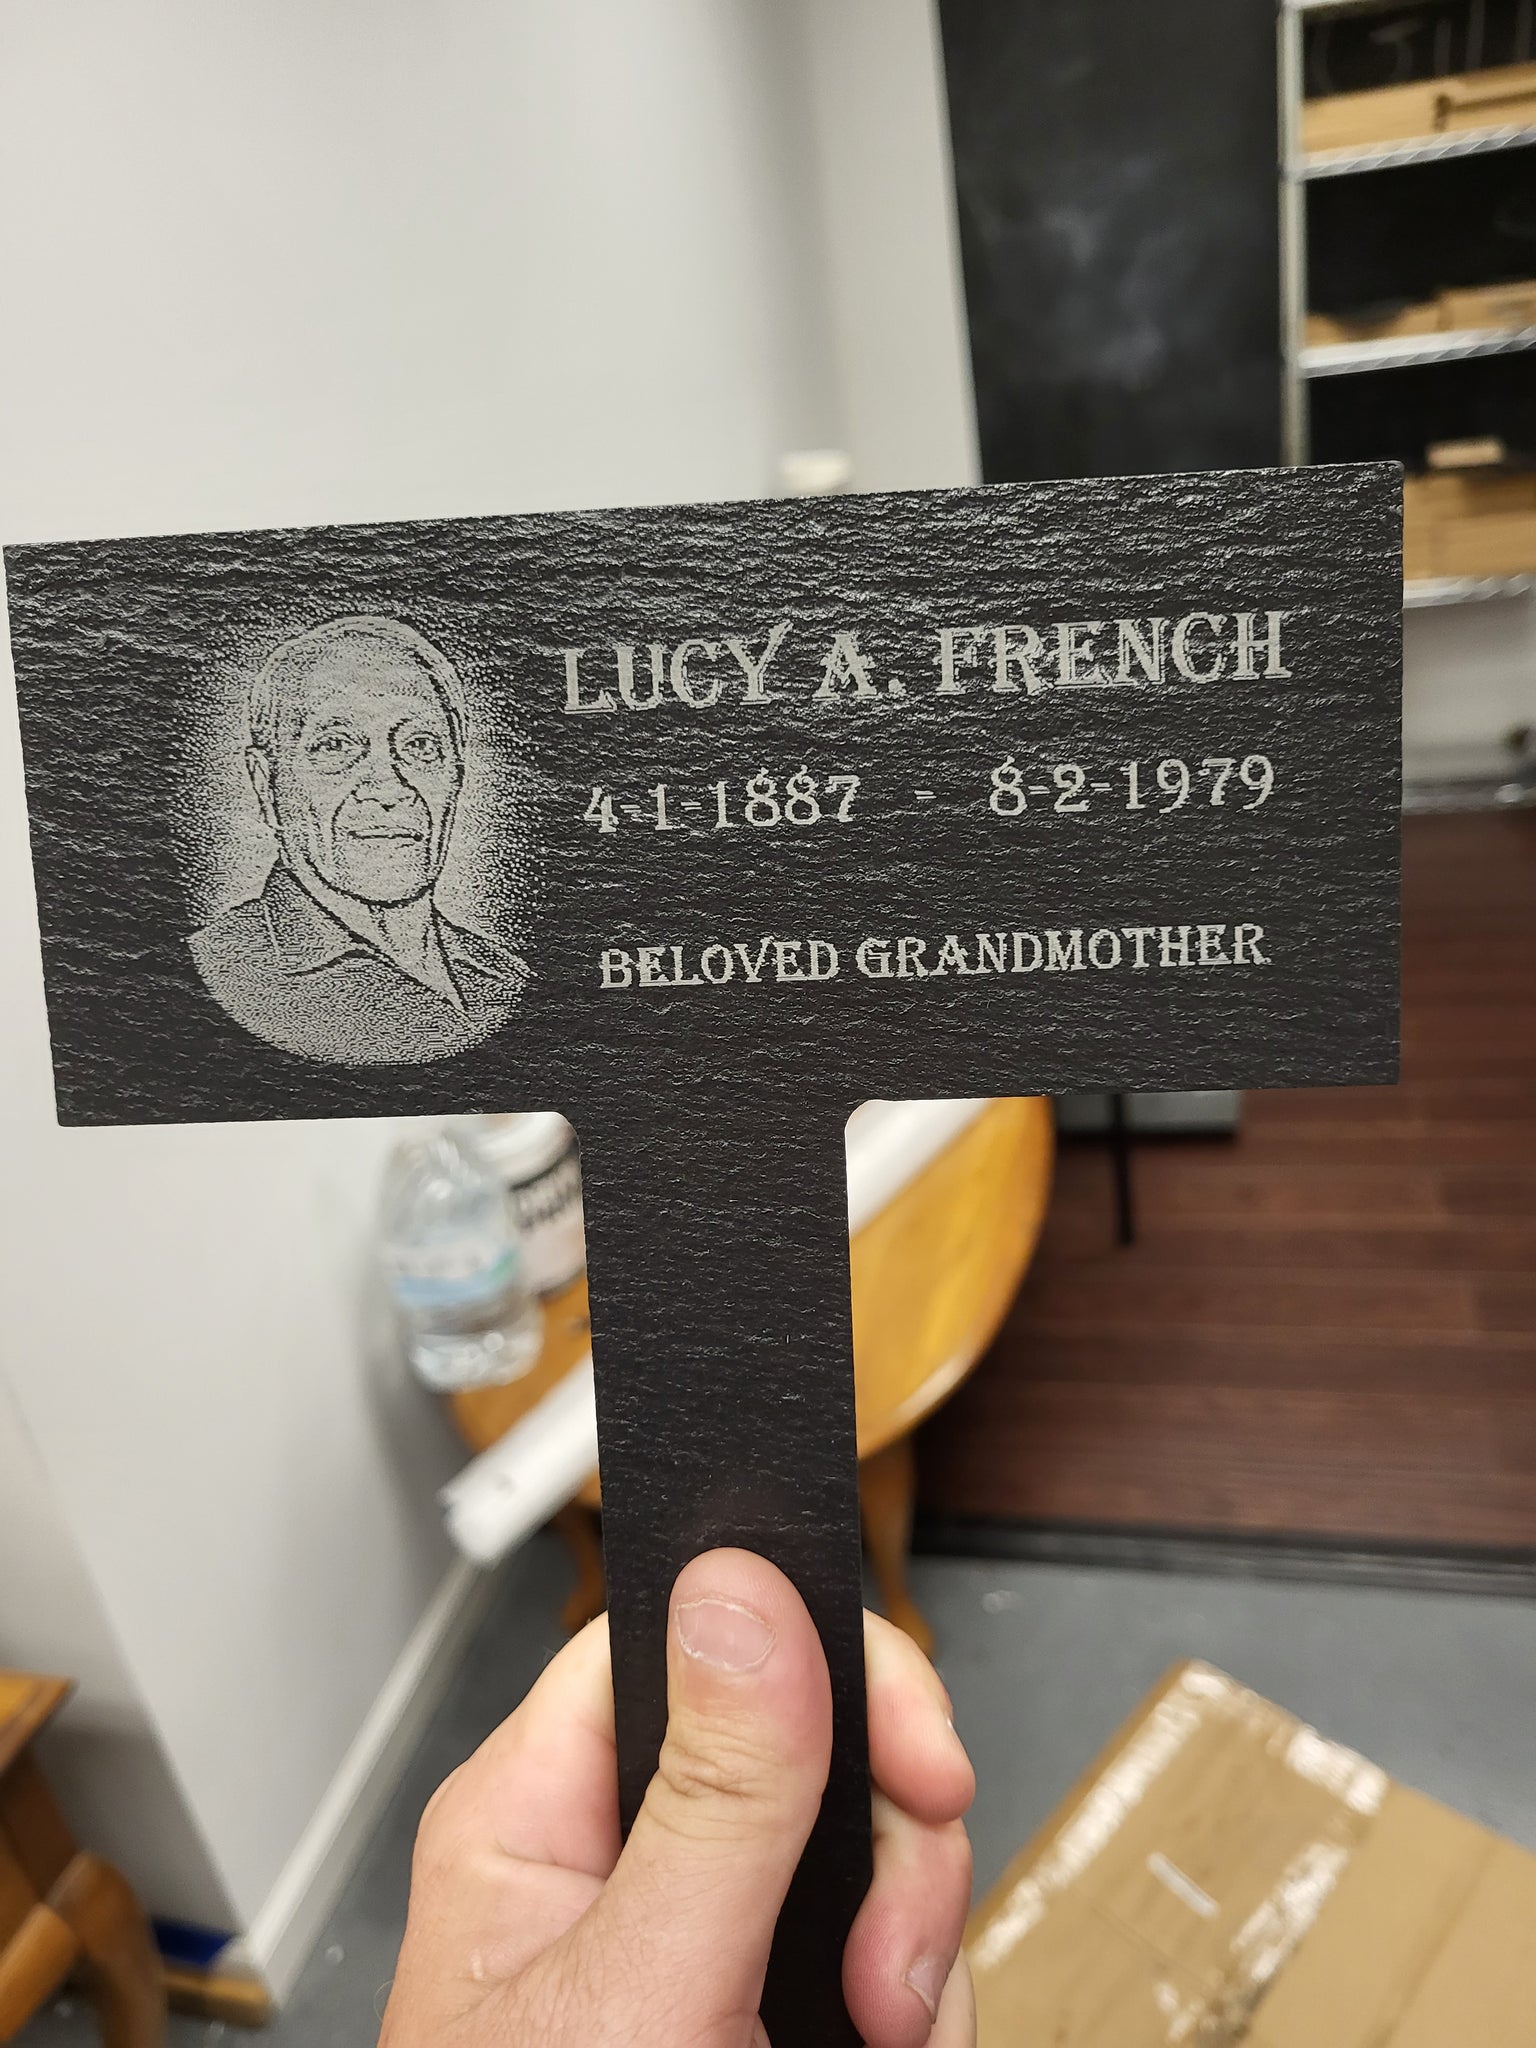 LUCY A. FRENCH
4-1-1887 - 8-2-1979
BELOVED GRANDMOTHER